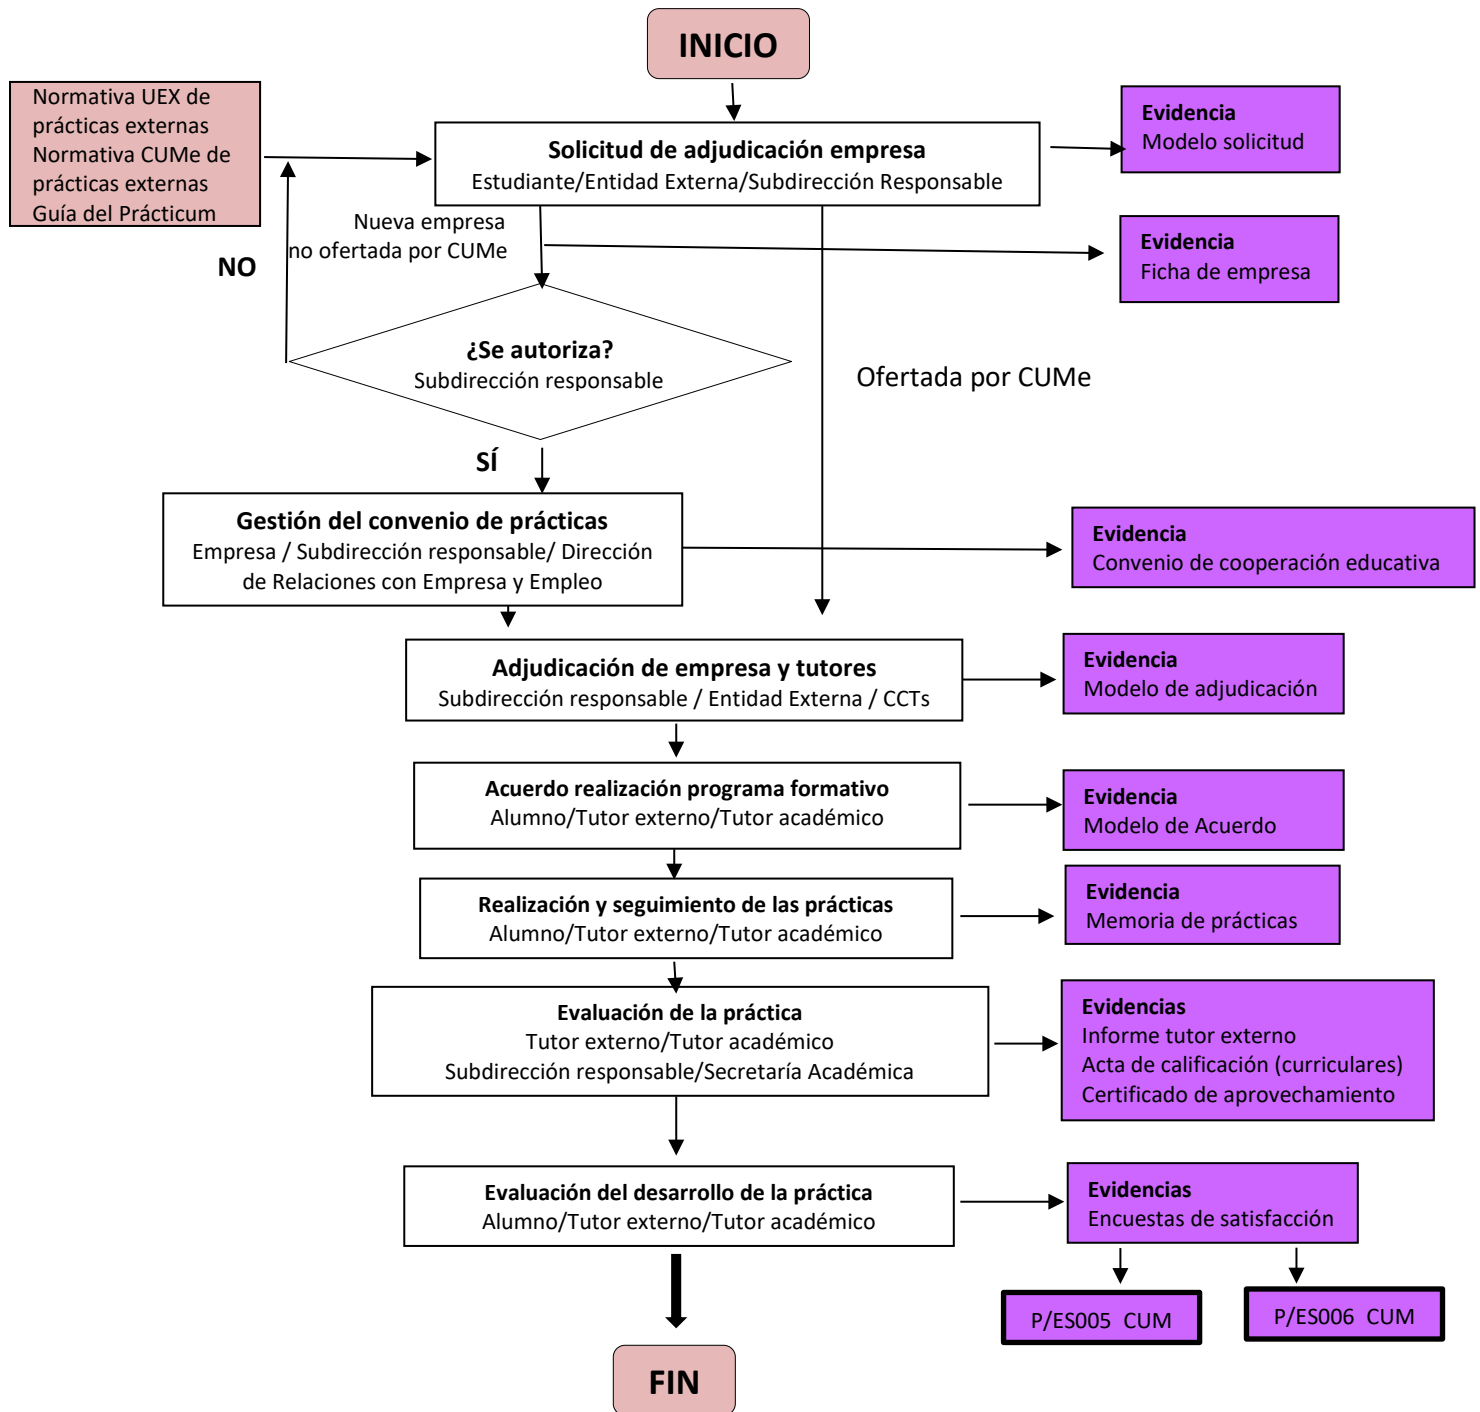 INICIO
Normativa UEX de
prácticas externas
Normativa CUMe de
prácticas externas
Guía del Prácticum
Solicitud de adjudicación empresa
Estudiante/Entidad Externa/Subdirección Responsable
Evidencia
Modelo solicitud
Nueva empresa
no ofertada por CUMe
Evidencia
Ficha de empresa
NO
¿Se autoriza?
Subdirección responsable
Ofertada por CUMe
SÍ
Gestión del convenio de prácticas
Empresa / Subdirección responsable/ Dirección
de Relaciones con Empresa y Empleo
Evidencia
Convenio de cooperación educativa
Adjudicación de empresa y tutores
Subdirección responsable / Entidad Externa / CCTs
Evidencia
Modelo de adjudicación
Acuerdo realización programa formativo
Alumno/Tutor externo/Tutor académico
Evidencia
Modelo de Acuerdo
Realización y seguimiento de las prácticas
Alumno/Tutor externo/Tutor académico
Evidencia
Memoria de prácticas
Evaluación de la práctica
Tutor externo/Tutor académico
Subdirección responsable/Secretaría Académica
Evidencias
Informe tutor externo
Acta de calificación (curriculares)
Certificado de aprovechamiento
Evaluación del desarrollo de la práctica
Alumno/Tutor externo/Tutor académico
Evidencias
Encuestas de satisfacción
P/ES005 CUM
P/ES006 CUM
FIN